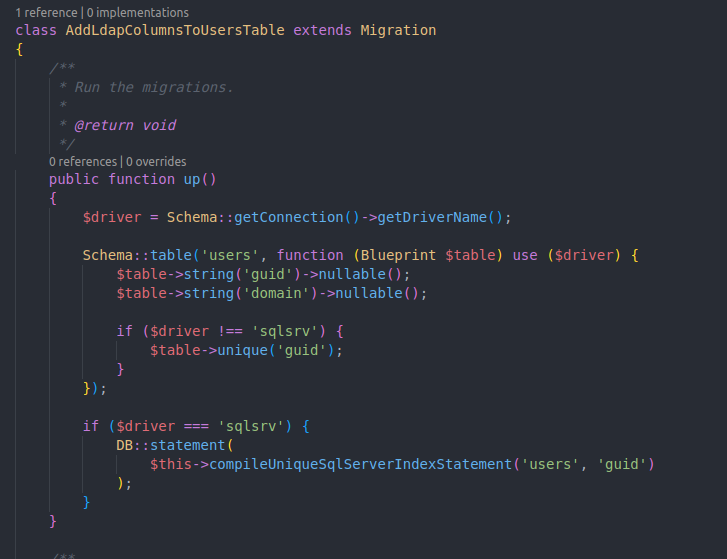 1 reference | 0 implementations
class AddLdapColumnsToUsersTable extends Migration
{
/**
* Run the migrations.
*
* @return void
*/
0 references | 0 overrides
public function up()
{
$driver = Schema::getConnection()->getDriverName();
Schema::table('users', function (Blueprint $table) use ($driver) {
$table->string('guid')->nullable();
$table->string('domain')->nullable();
if ($driver !== 'sqlsrv') {
$table->unique('guid');
}
});
if ($driver === 'sqlsrv') {
DB::statement(
$this->compileUniqueSqlServerIndexStatement('users', 'guid')
);
}
}
/**